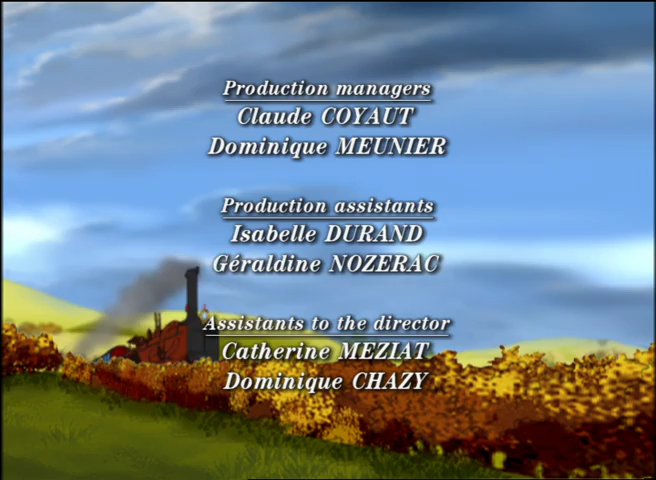 Production managers
Claude COYAUT
Dominique MEUNIER
Production assistants
Isabelle DURAND
Géraldine NOZERAC
Assistants to the director
Catherine MEZIAT
Dominique CHAZY